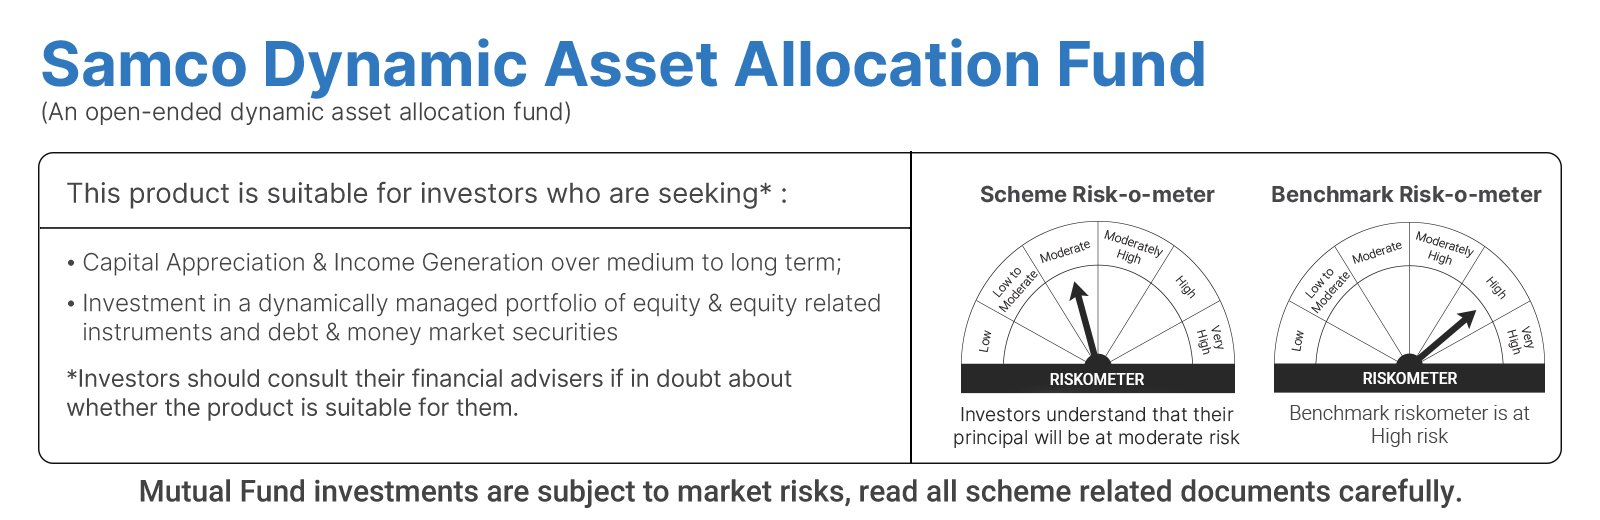 Samco Dynamic Asset Allocation Fund
(An open-ended dynamic asset allocation fund)
This product is suitable for investors who are seeking* :
• Capital Appreciation & Income Generation over medium to long term;
• Investment in a dynamically managed portfolio of equity & equity related
instruments and debt & money market securities
*Investors should consult their financial advisers if in doubt about
whether the product is suitable for them.
Scheme Risk-o-meter
Low
Low to
Moderate
Moderate
Moderately
High
High
Very
High
RISKOMETER
Investors understand that their
principal will be at moderate risk
Benchmark Risk-o-meter
Low
Low to
Moderate
Moderate
Moderately
High
High
Very
High
RISKOMETER
Benchmark riskometer is at
High risk
Mutual Fund investments are subject to market risks, read all scheme related documents carefully.